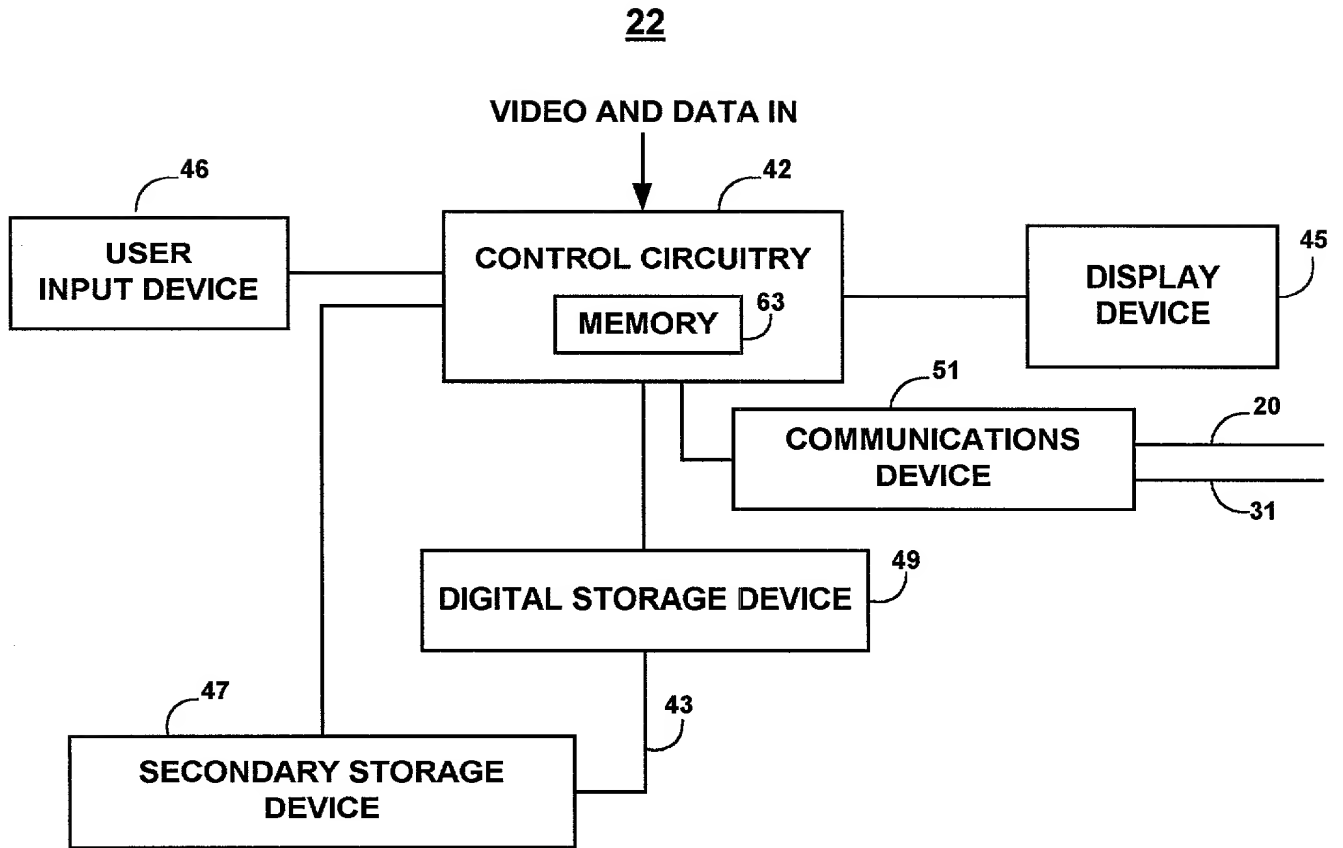 22
VIDEO AND DATA IN
46
42
USER
INPUT DEVICE
CONTROL CIRCUITRY
MEMORY
63
DISPLAY
DEVICE
45
51
COMMUNICATIONS
DEVICE
20
31
DIGITAL STORAGE DEVICE
49
47
43
SECONDARY STORAGE
DEVICE